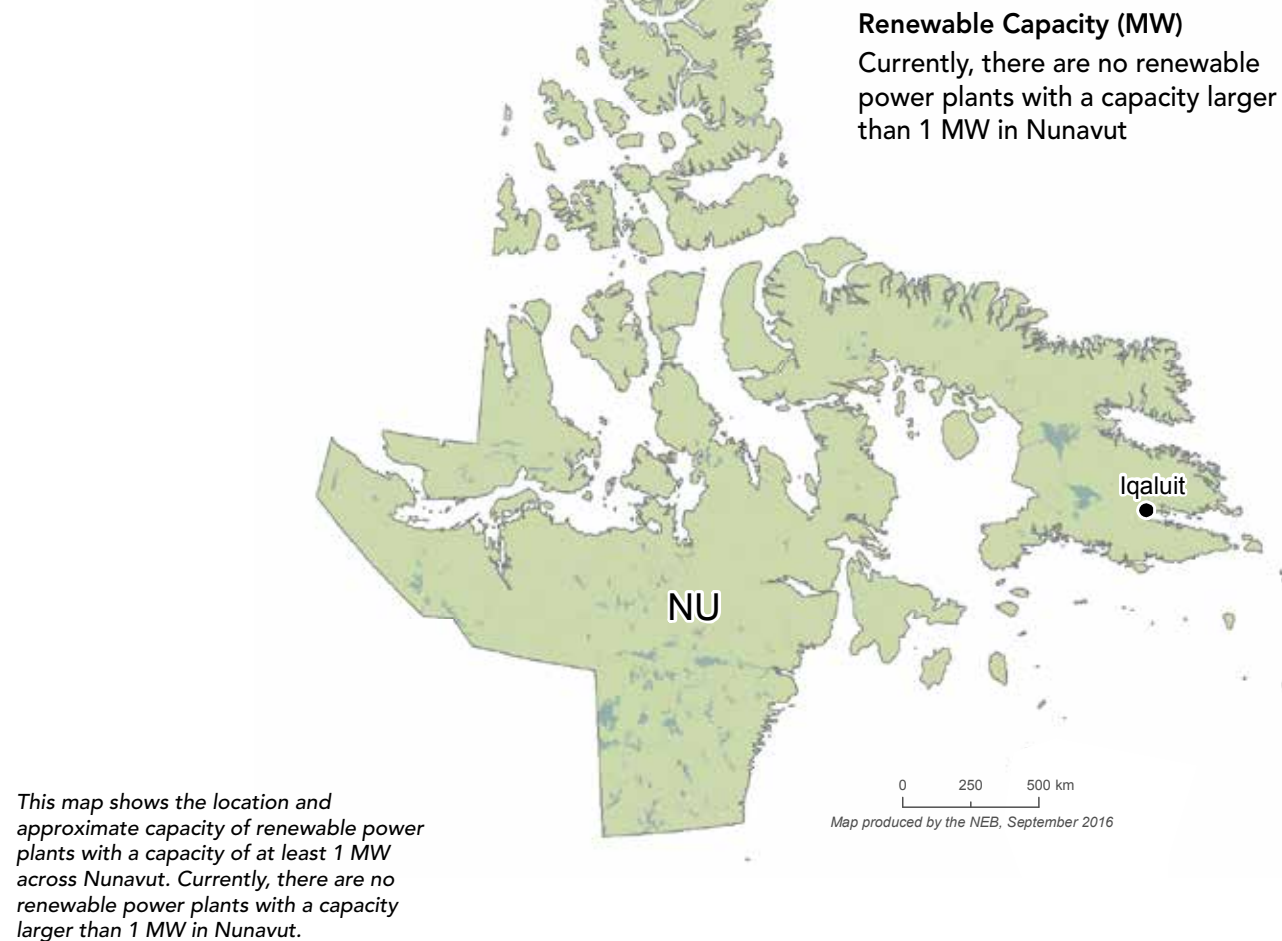 Renewable Capacity (MW)
Currently, there are no renewable
power plants with a capacity larger
than 1 MW in Nunavut
Iqaluit
NU
0 250 500 km
Map produced by the NEB, September 2016
This map shows the location and
approximate capacity of renewable power
plants with a capacity of at least 1 MW
across Nunavut. Currently, there are no
renewable power plants with a capacity
larger than 1 MW in Nunavut.